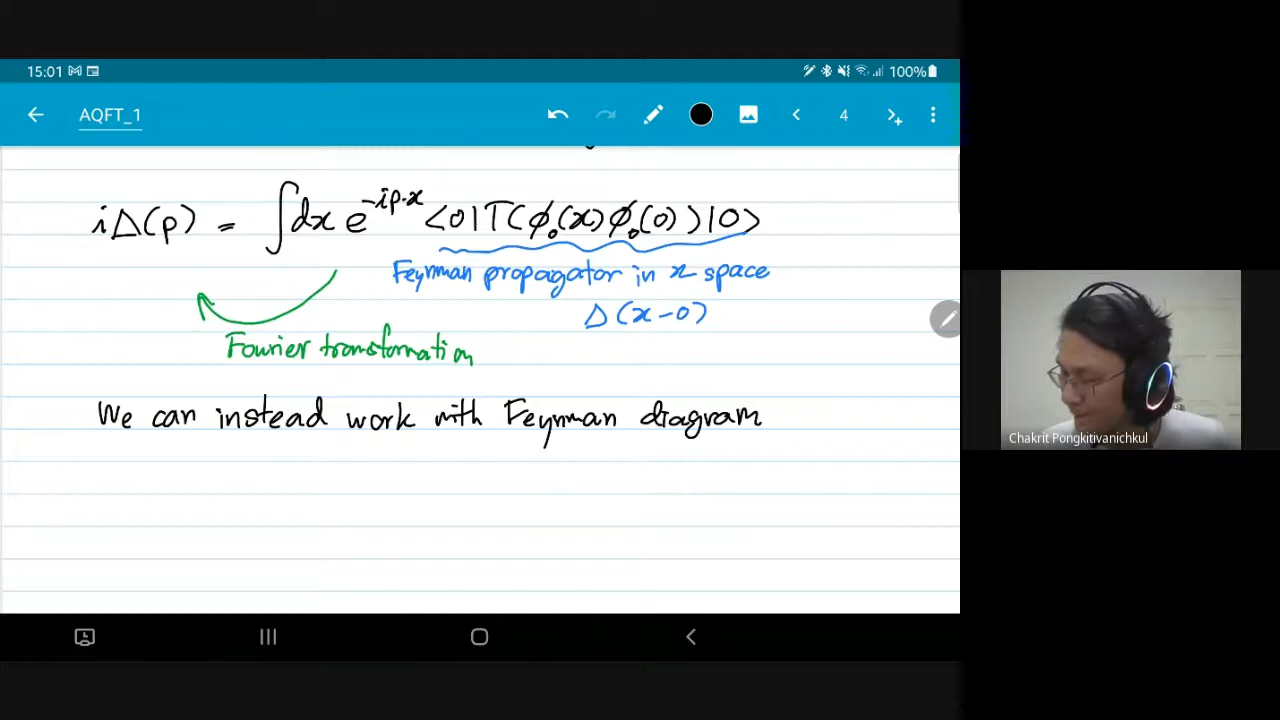 15:01 100%
AQFT_1 4
iΔ(p) = ∫dx e^{-ip·x} <0|T(ϕ₀(x)ϕ₀(0))|0>
Feynman propagator in x space
Δ(x-0)
Fourier transformation
We can instead work with Feynman diagram
Chakrit Pongkitivanichkul